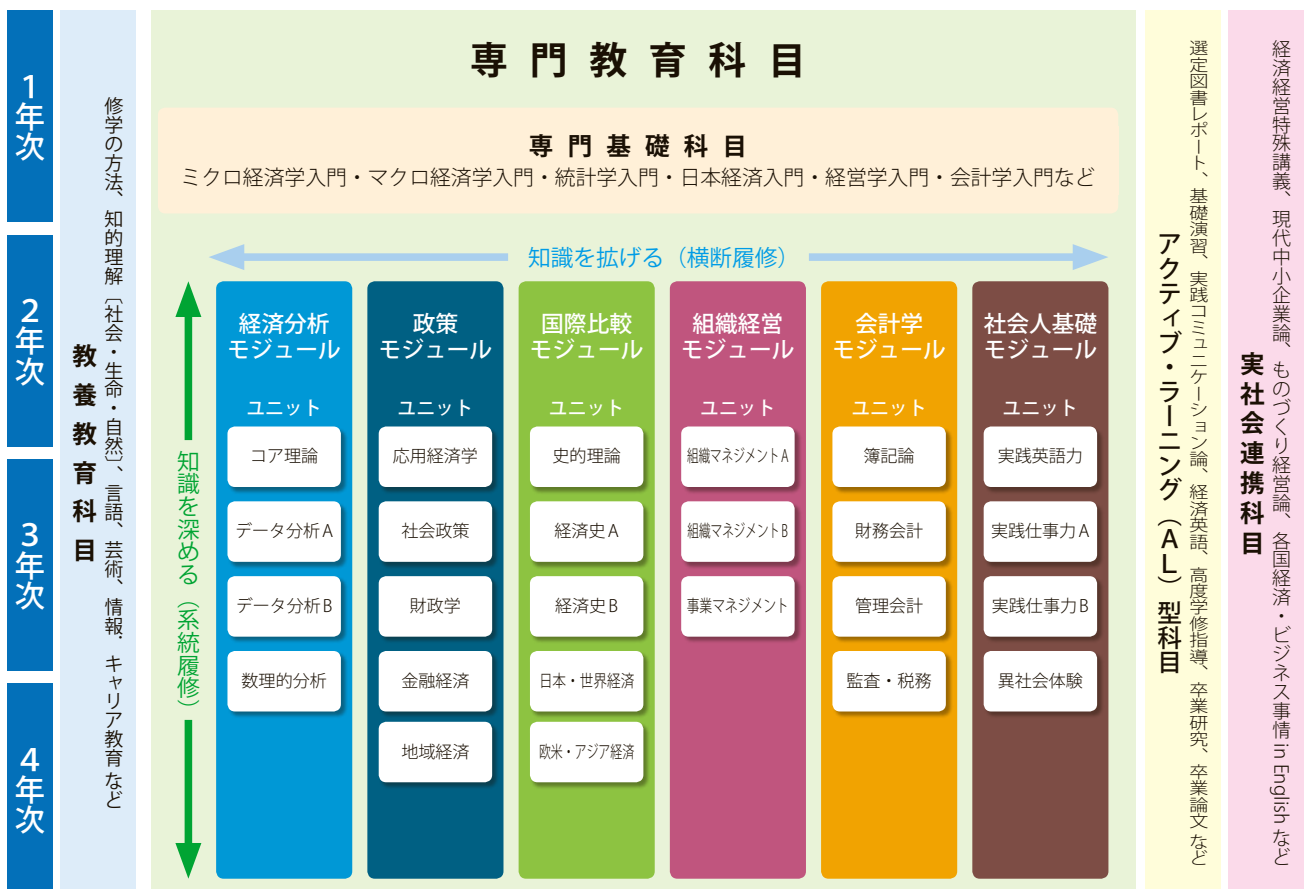 1年次
2年次
3年次
4年次
教養教育科目
修学の方法、知的理解〔社会・生命・自然〕、言語、芸術、情報、キャリア教育 など
専門教育科目
専門基礎科目
ミクロ経済学入門・マクロ経済学入門・統計学入門・日本経済入門・経営学入門・会計学入門など
知識を拡げる（横断履修）
知識を深める（系統履修）
経済分析
モジュール
ユニット
コア理論
データ分析A
データ分析B
数理的分析
政策
モジュール
ユニット
応用経済学
社会政策
財政学
金融経済
地域経済
国際比較
モジュール
ユニット
史的理論
経済史A
経済史B
日本・世界経済
欧米・アジア経済
組織経営
モジュール
ユニット
組織マネジメントA
組織マネジメントB
事業マネジメント
会計学
モジュール
ユニット
簿記論
財務会計
管理会計
監査・税務
社会人基礎
モジュール
ユニット
実践英語力
実践仕事力A
実践仕事力B
異社会体験
アクティブ・ラーニング（AL）型科目
選定図書レポート、基礎演習、実践コミュニケーション論、経済英語、高度学修指導、卒業研究、卒業論文 など
実社会連携科目
経済経営特殊講義、現代中小企業論、ものづくり経営論、各国経済・ビジネス事情 in English など